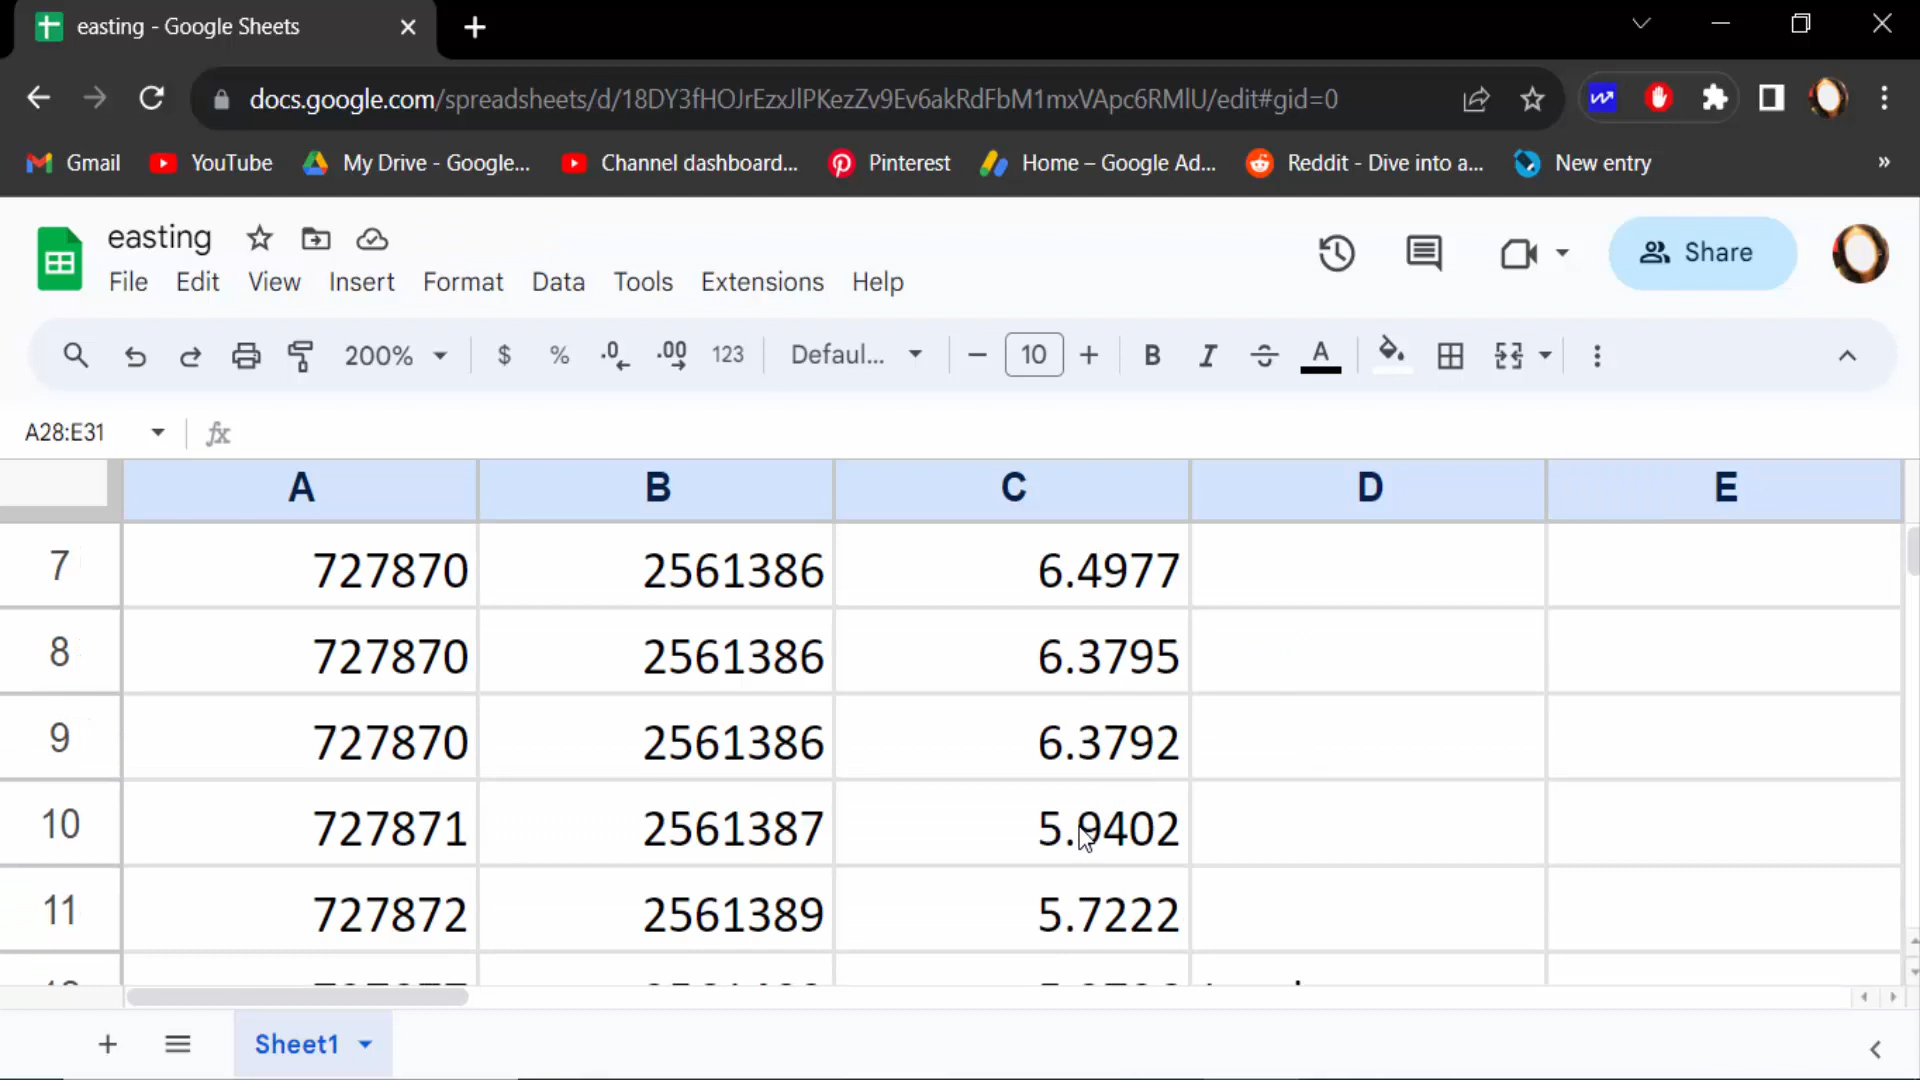 easting - Google Sheets
docs.google.com/spreadsheets/d/18DY3fHOJrEzxJlPKezZv9Ev6akRdFbM1mxVApc6RMlU/edit#gid=0
Gmail YouTube My Drive - Google... Channel dashboard... Pinterest Home – Google Ad... Reddit - Dive into a... New entry »
easting
Share
File Edit View Insert Format Data Tools Extensions Help
200% $ % .0 .00 123 Defaul... 10 B I A
A28:E31 fx
A B C D E
7 727870 2561386 6.4977
8 727870 2561386 6.3795
9 727870 2561386 6.3792
10 727871 2561387 5.9402
11 727872 2561389 5.7222
Sheet1